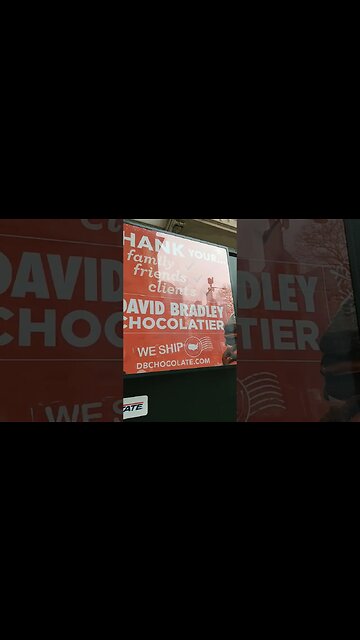 HANK YOUR...
family
friends
clients
DAVID BRADLEY
CHOCOLATIER
WE SHIP
DBCHOCOLATE.COM